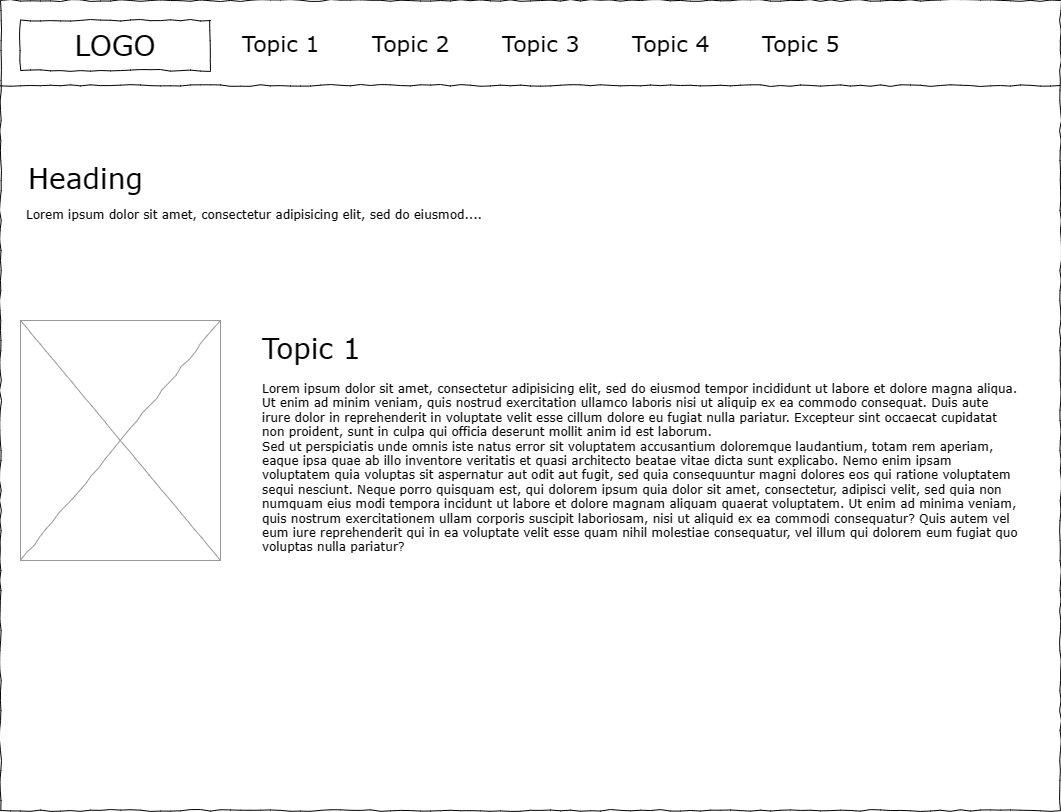 LOGO
Topic 1
Topic 2
Topic 3
Topic 4
Topic 5
Heading
Lorem ipsum dolor sit amet, consectetur adipisicing elit, sed do eiusmod....
Topic 1
Lorem ipsum dolor sit amet, consectetur adipisicing elit, sed do eiusmod tempor incididunt ut labore et dolore magna aliqua.
Ut enim ad minim veniam, quis nostrud exercitation ullamco laboris nisi ut aliquip ex ea commodo consequat. Duis aute
irure dolor in reprehenderit in voluptate velit esse cillum dolore eu fugiat nulla pariatur. Excepteur sint occaecat cupidatat
non proident, sunt in culpa qui officia deserunt mollit anim id est laborum.
Sed ut perspiciatis unde omnis iste natus error sit voluptatem accusantium doloremque laudantium, totam rem aperiam,
eaque ipsa quae ab illo inventore veritatis et quasi architecto beatae vitae dicta sunt explicabo. Nemo enim ipsam
voluptatem quia voluptas sit aspernatur aut odit aut fugit, sed quia consequuntur magni dolores eos qui ratione voluptatem
sequi nesciunt. Neque porro quisquam est, qui dolorem ipsum quia dolor sit amet, consectetur, adipisci velit, sed quia non
numquam eius modi tempora incidunt ut labore et dolore magnam aliquam quaerat voluptatem. Ut enim ad minima veniam,
quis nostrum exercitationem ullam corporis suscipit laboriosam, nisi ut aliquid ex ea commodi consequatur? Quis autem vel
eum iure reprehenderit qui in ea voluptate velit esse quam nihil molestiae consequatur, vel illum qui dolorem eum fugiat quo
voluptas nulla pariatur?